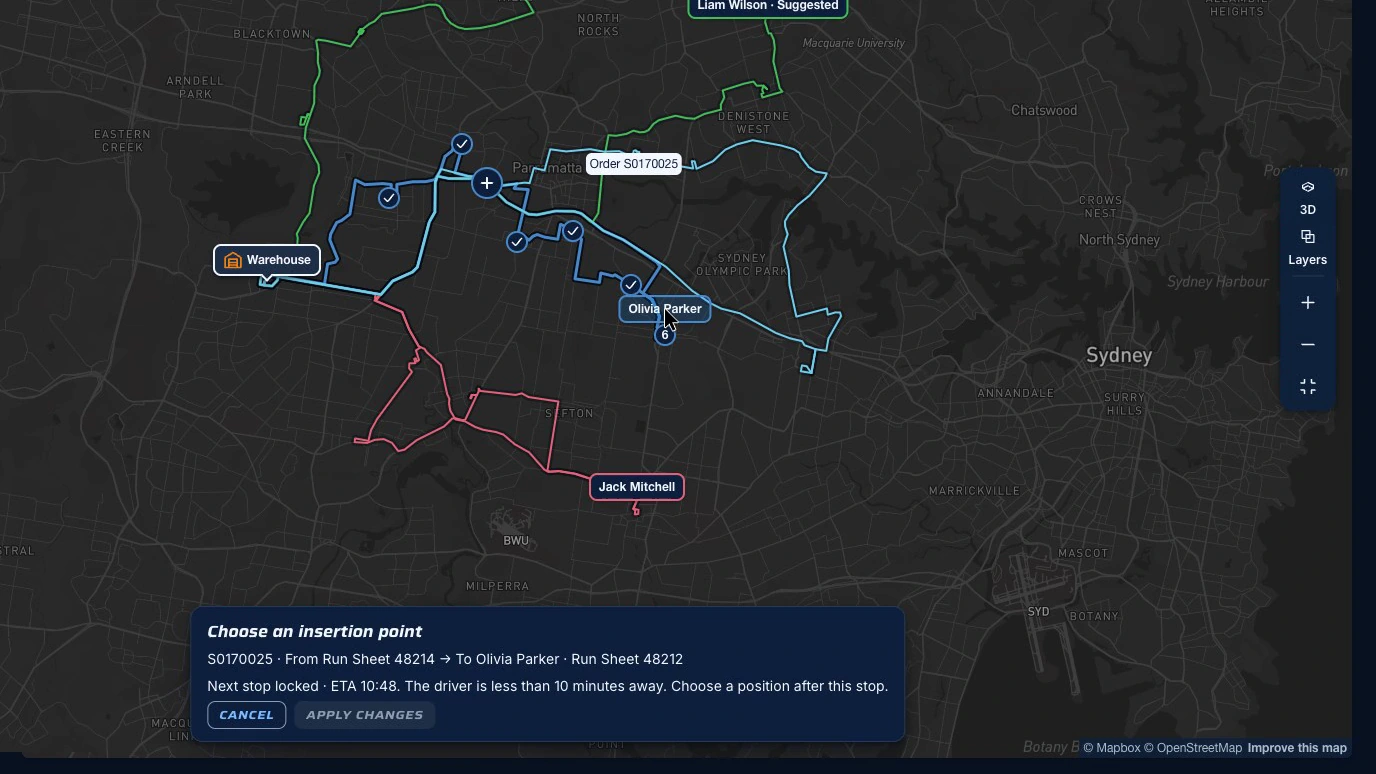 Liam Wilson · Suggested
HEIGHTS
BLACKTOWN
NORTH
ROCKS
Macquarie University
ARNDELL
PARK
Chatswood
DENISTONE
WEST
EASTERN
CREEK
Order S0170025
3D
CROWS
NEST
North Sydney
Warehouse
SYDNEY
OLYMPIC PARK
Layers
Sydney Harbour
Olivia Parker
6
Sydney
ANNANDALE
SURRY
HILLS
SEFTON
Jack Mitchell
MARRICKVILLE
BWU
MASCOT
MILPERRA
SYD
BOTANY
Choose an insertion point
S0170025 · From Run Sheet 48214 → To Olivia Parker · Run Sheet 48212
Next stop locked · ETA 10:48. The driver is less than 10 minutes away. Choose a position after this stop.
CANCEL
APPLY CHANGES
POINT
Botany B
© Mapbox © OpenStreetMap Improve this map